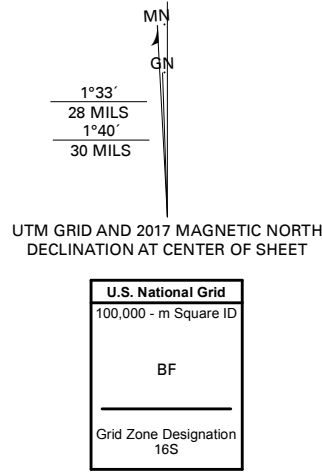 MN
GN
1°33´
28 MILS
1°40´
30 MILS
UTM GRID AND 2017 MAGNETIC NORTH
DECLINATION AT CENTER OF SHEET
U.S. National Grid
100,000 - m Square ID
BF
Grid Zone Designation
16S